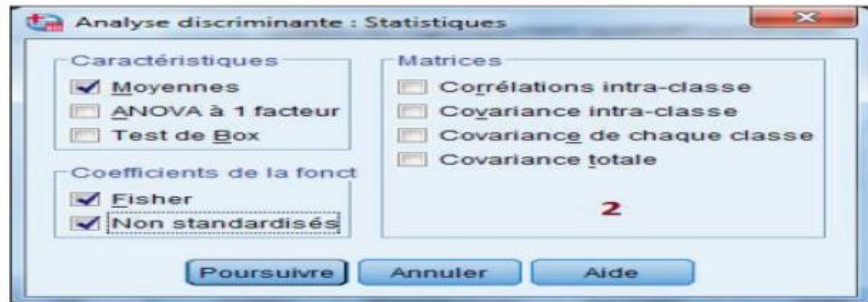 Analyse discriminante : Statistiques
Caractéristiques
Moyennes
ANOVA à 1 facteur
Test de Box
Coefficients de la fonct
Fisher
Non standardisés
Matrices
Corrélations intra-classe
Covariance intra-classe
Covariance de chaque classe
Covariance totale
2
Poursuivre
Annuler
Aide